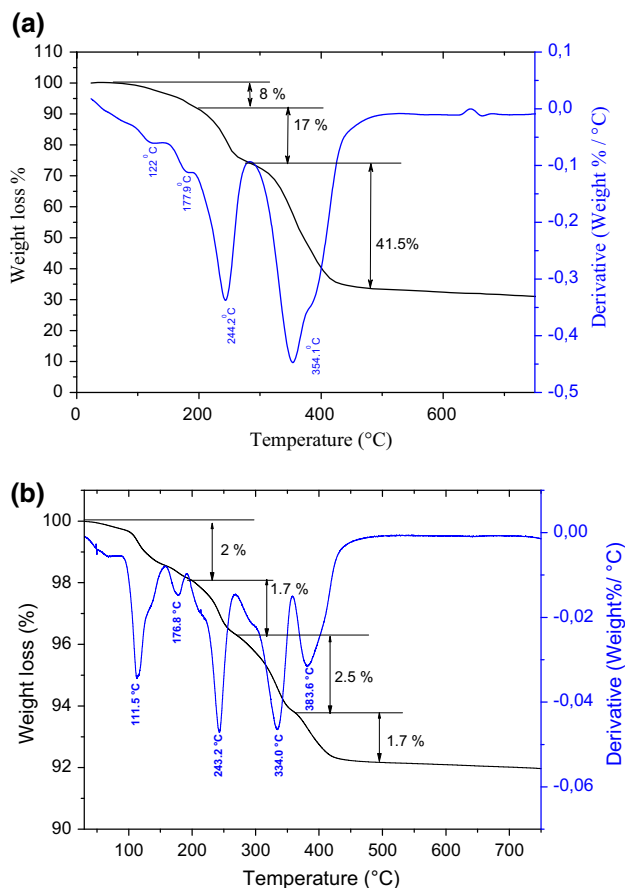 (a)
110
100
90
80
70
60
50
40
30
20
10
0
Weight loss %
8 %
17 %
41.5%
122°C
177.9°C
244.2°C
354.1°C
0,1
0,0
-0,1
-0,2
-0,3
-0,4
-0,5
Derivative (Weight % / °C)
0 200 400 600
Temperature (°C)
(b)
100
98
96
94
92
90
Weight loss (%)
2 %
1.7 %
2.5 %
1.7 %
111.5 °C
176.8 °C
243.2 °C
334.0 °C
383.6 °C
0,00
-0,02
-0,04
-0,06
Derivative (Weight%/ °C)
100 200 300 400 500 600 700
Temperature (°C)